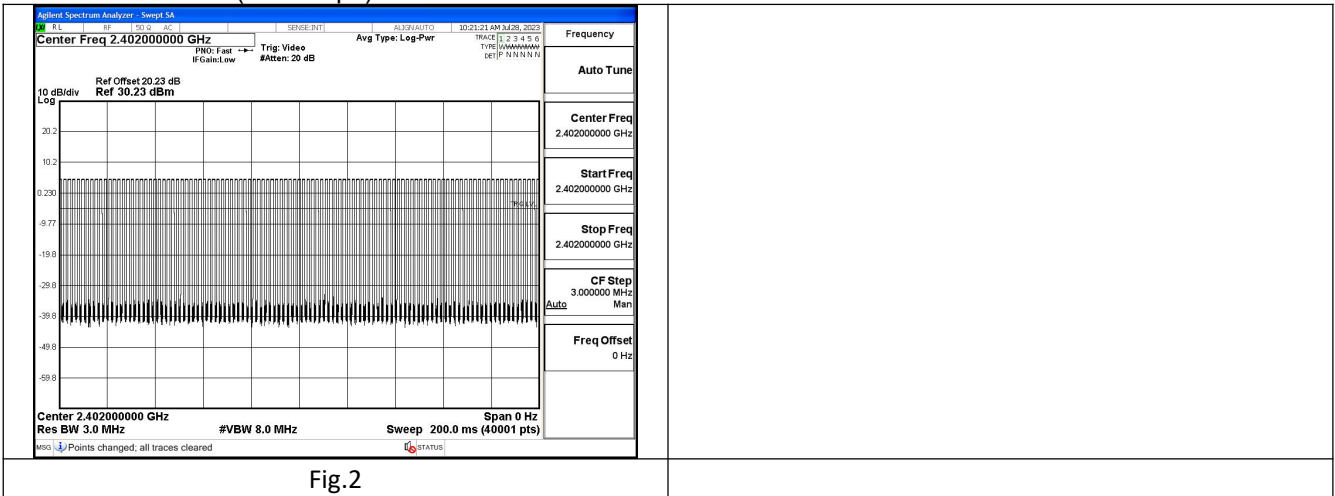 Agilent Spectrum Analyzer - Swept SA
RL RF 50 Ω AC SENSE:INT ALIGNAUTO 10:21:21 AM Jul 28, 2023
Center Freq 2.402000000 GHz
PNO: Fast
IFGain:Low
Trig: Video
#Atten: 20 dB
Avg Type: Log-Pwr
TRACE 1 2 3 4 5 6
TYPE
DET P N N N N N
Ref Offset 20.23 dB
10 dB/div Ref 30.23 dBm
Log
20.2
10.2
0.230
TRIG LVL
-9.77
-19.8
-29.8
-39.8
-49.8
-59.8
Center 2.402000000 GHz Span 0 Hz
Res BW 3.0 MHz #VBW 8.0 MHz Sweep 200.0 ms (40001 pts)
MSG Points changed; all traces cleared STATUS
Frequency
Auto Tune
Center Freq
2.402000000 GHz
Start Freq
2.402000000 GHz
Stop Freq
2.402000000 GHz
CF Step
3.000000 MHz
Auto Man
Freq Offset
0 Hz
Fig.2